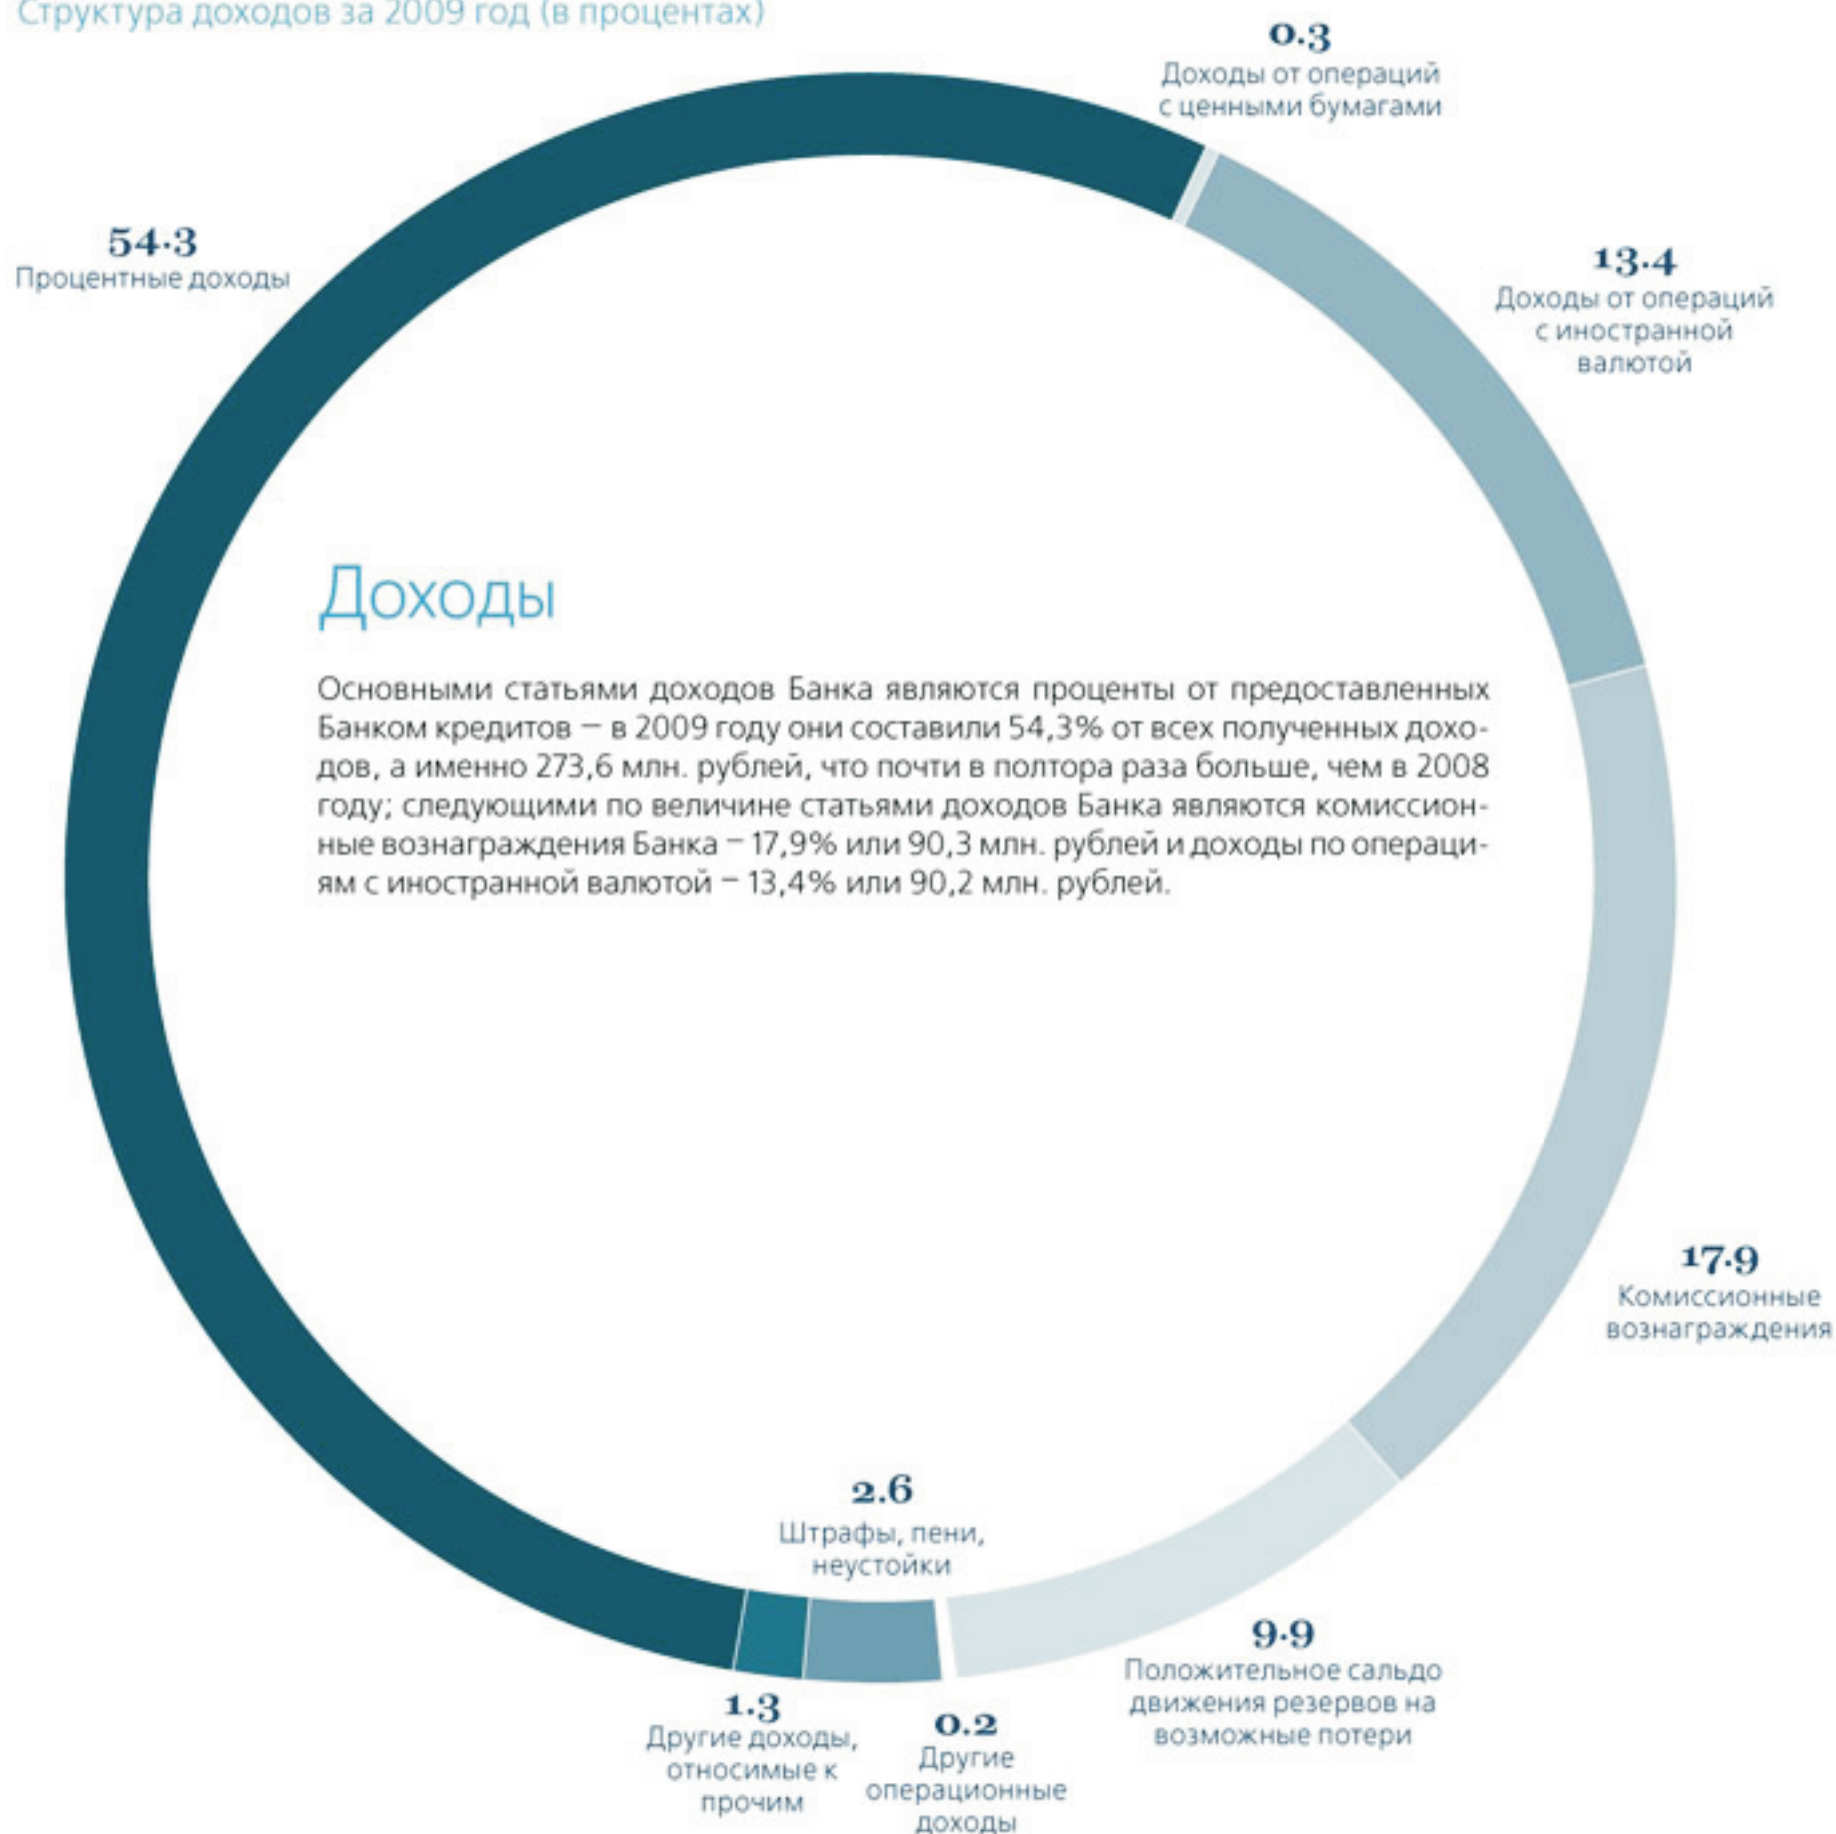 Структура доходов за 2009 год (в процентах)
0.3
Доходы от операций
с ценными бумагами
54.3
Процентные доходы
13.4
Доходы от операций
с иностранной
валютой
Доходы
Основными статьями доходов Банка являются проценты от предоставленных
Банком кредитов – в 2009 году они составили 54,3% от всех полученных дохо-
дов, а именно 273,6 млн. рублей, что почти в полтора раза больше, чем в 2008
году; следующими по величине статьями доходов Банка являются комиссион-
ные вознаграждения Банка – 17,9% или 90,3 млн. рублей и доходы по операци-
ям с иностранной валютой – 13,4% или 90,2 млн. рублей.
17.9
Комиссионные
вознаграждения
2.6
Штрафы, пени,
неустойки
9.9
Положительное сальдо
движения резервов на
возможные потери
1.3
Другие доходы,
относимые к
прочим
0.2
Другие
операционные
доходы